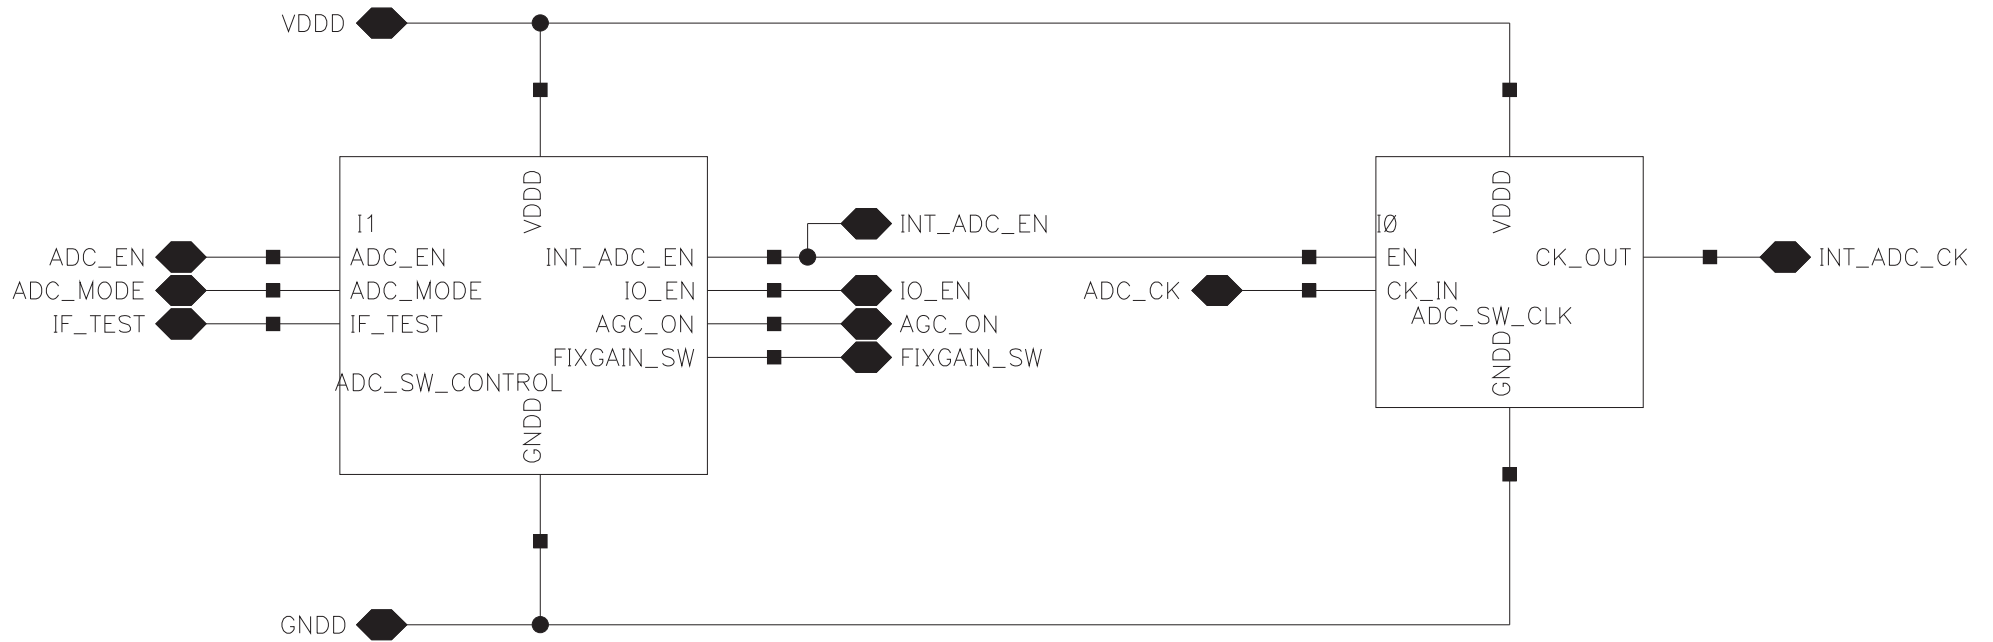 VDDD
VDDD
VDDD
I1
INT_ADC_EN
IØ
ADC_EN
ADC_EN
INT_ADC_EN
EN
CK_OUT
INT_ADC_CK
ADC_MODE
ADC_MODE
IO_EN
IO_EN
ADC_CK
CK_IN
IF_TEST
IF_TEST
AGC_ON
AGC_ON
ADC_SW_CLK
FIXGAIN_SW
FIXGAIN_SW
ADC_SW_CONTROL
GNDD
GNDD
GNDD